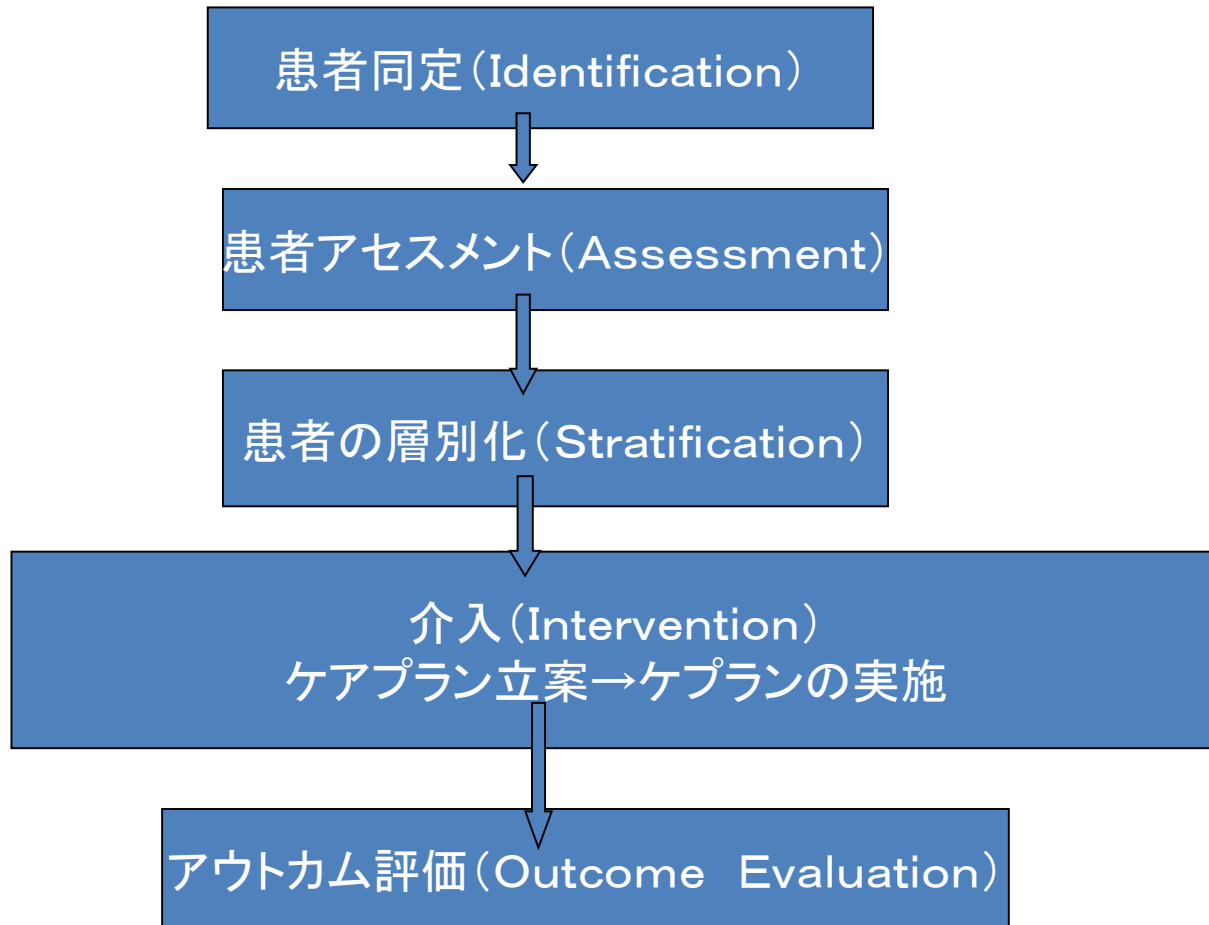 患者同定（Identification）
患者アセスメント（Assessment）
患者の層別化（Stratification）
介入（Intervention）
ケアプラン立案→ケプランの実施
アウトカム評価（Outcome　Evaluation）